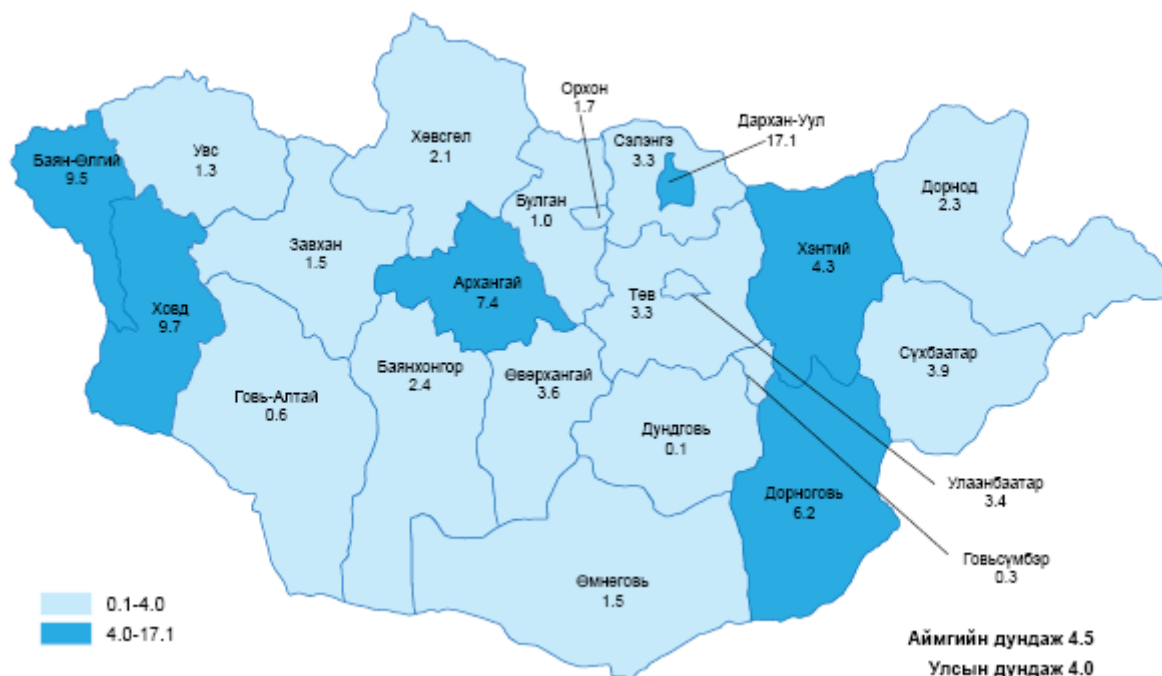 Орхон
1.7
Дархан-Уул
17.1
Хөвсгөл
2.1
Сэлэнгэ
3.3
Увс
1.3
Баян-Өлгий
9.5
Дорнод
2.3
Булган
1.0
Завхан
1.5
Хэнтий
4.3
Архангай
7.4
Төв
3.3
Ховд
9.7
Сүхбаатар
3.9
Баянхонгор
2.4
Өвөрхангай
3.6
Говь-Алтай
0.6
Дундговь
0.1
Улаанбаатар
3.4
Дорноговь
6.2
Говьсүмбэр
0.3
Өмнөговь
1.5
0.1-4.0
4.0-17.1
Аймгийн дундаж 4.5
Улсын дундаж 4.0